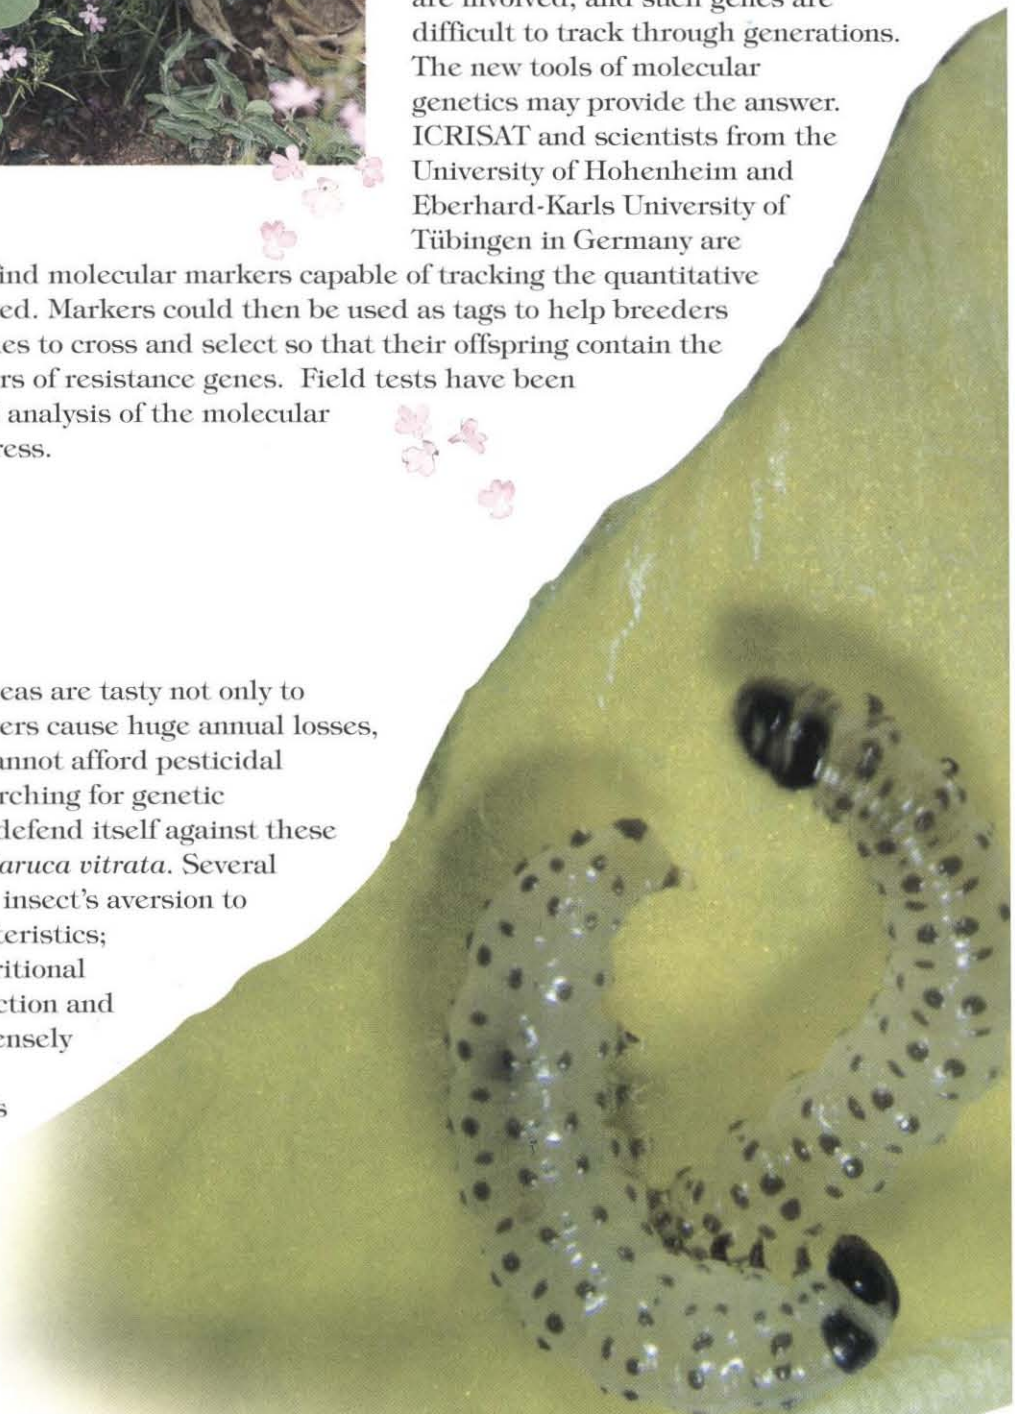 difficult to track through generations.
The new tools of molecular
genetics may provide the answer.
ICRISAT and scientists from the
University of Hohenheim and
Eberhard-Karls University of
Tübingen in Germany are
ind molecular markers capable of tracking the quantitative
ed. Markers could then be used as tags to help breeders
es to cross and select so that their offspring contain the
rs of resistance genes. Field tests have been
analysis of the molecular
ress.
eas are tasty not only to
ers cause huge annual losses,
annot afford pesticidal
rching for genetic
defend itself against these
aruca vitrata. Several
insect's aversion to
eristics;
ritional
ction and
ensely
s